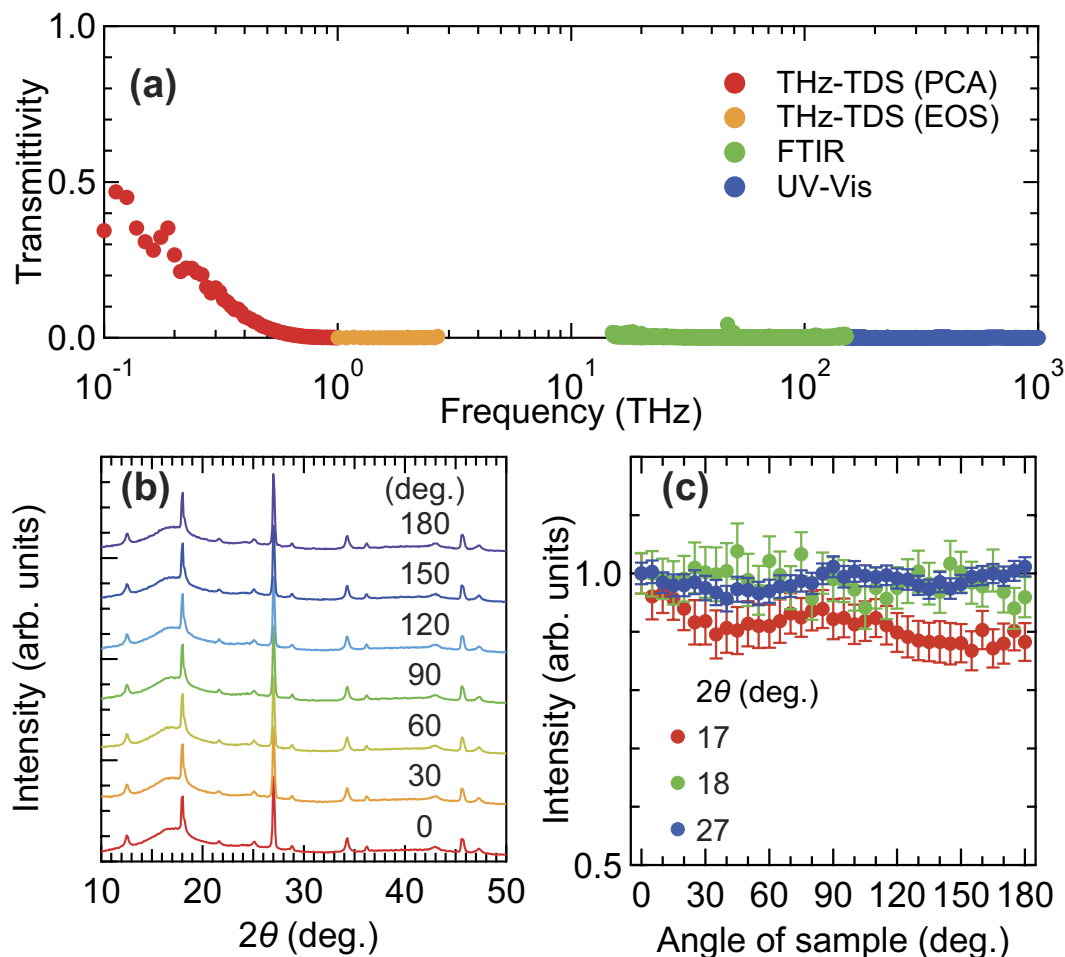 (a)
Transmittivity
1.0
0.5
0.0
THz-TDS (PCA)
THz-TDS (EOS)
FTIR
UV-Vis
10⁻¹ 10⁰ 10¹ 10² 10³
Frequency (THz)
(b)
Intensity (arb. units)
(deg.)
180
150
120
90
60
30
0
10 20 30 40 50
2θ (deg.)
(c)
Intensity (arb. units)
1.0
0.5
2θ (deg.)
17
18
27
0 30 60 90 120 150 180
Angle of sample (deg.)